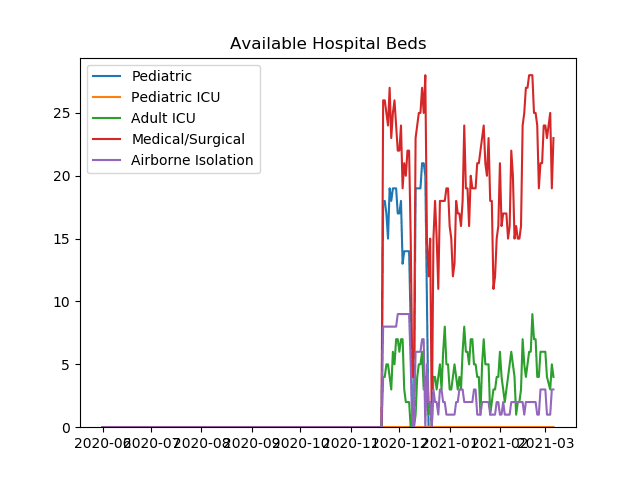 Available Hospital Beds
Pediatric
Pediatric ICU
Adult ICU
Medical/Surgical
Airborne Isolation
25
20
15
10
5
0
2020-06 2020-07 2020-08 2020-09 2020-10 2020-11 2020-12 2021-01 2021-02 2021-03